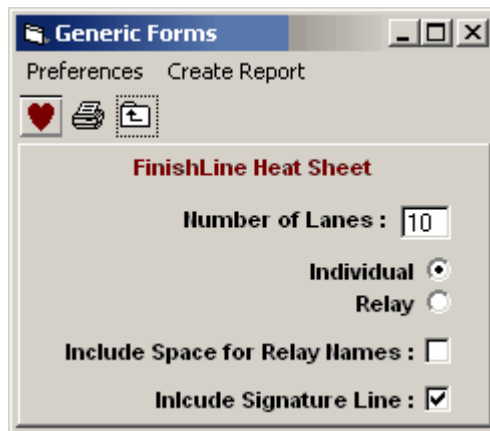 Generic Forms
Preferences Create Report
FinishLine Heat Sheet
Number of Lanes : 10
Individual
Relay
Include Space for Relay Names :
Inlcude Signature Line :